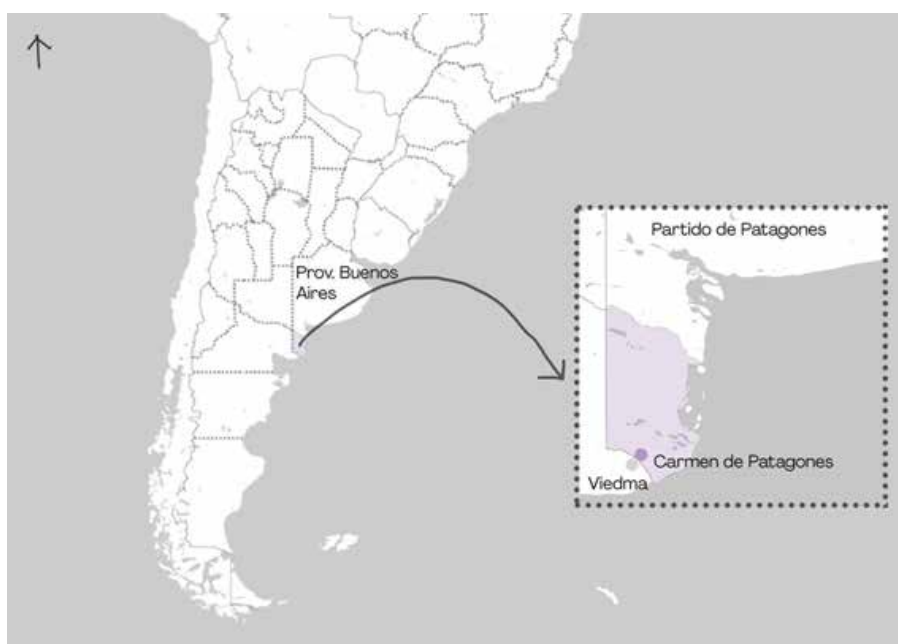 Partido de Patagones
Prov. Buenos
Aires
Carmen de Patagones
Viedma